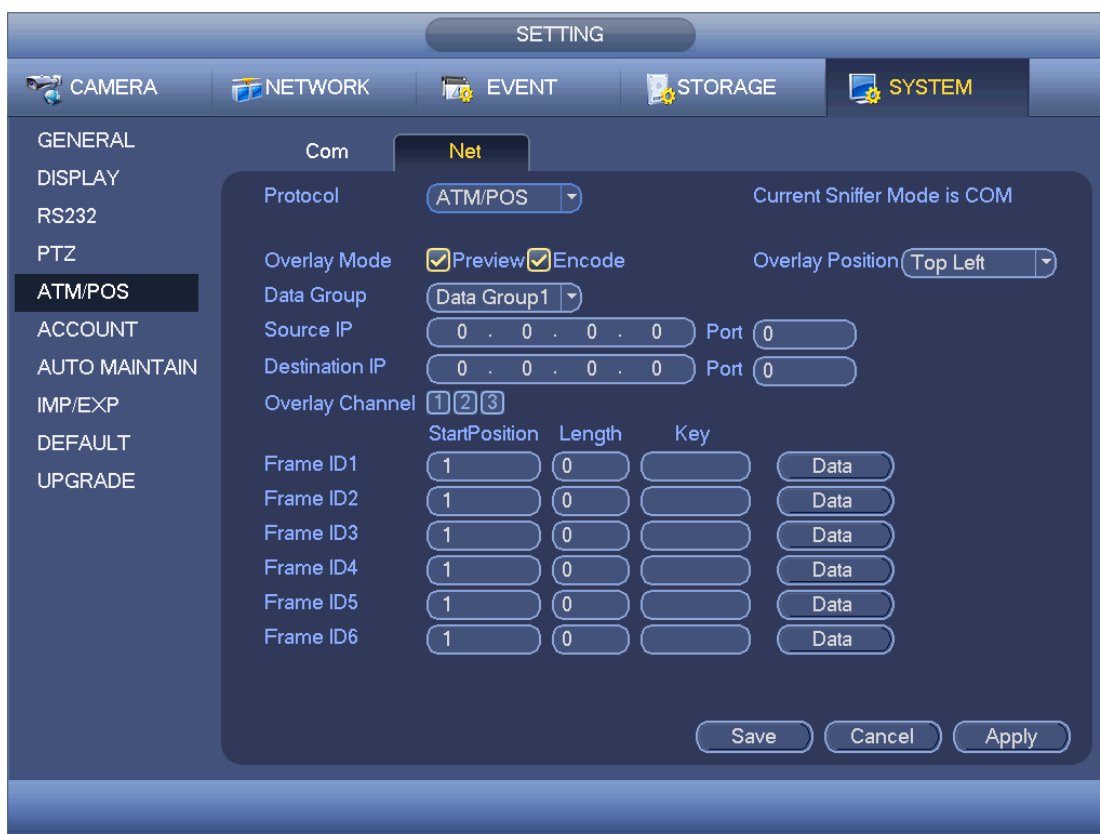 SETTING
CAMERA NETWORK EVENT STORAGE SYSTEM
GENERAL
DISPLAY
RS232
PTZ
ATM/POS
ACCOUNT
AUTO MAINTAIN
IMP/EXP
DEFAULT
UPGRADE
Com Net
Protocol ATM/POS Current Sniffer Mode is COM
Overlay Mode Preview Encode Overlay Position Top Left
Data Group Data Group1
Source IP 0 . 0 . 0 . 0 Port 0
Destination IP 0 . 0 . 0 . 0 Port 0
Overlay Channel 1 2 3
StartPosition Length Key
Frame ID1 1 0 Data
Frame ID2 1 0 Data
Frame ID3 1 0 Data
Frame ID4 1 0 Data
Frame ID5 1 0 Data
Frame ID6 1 0 Data
Save Cancel Apply